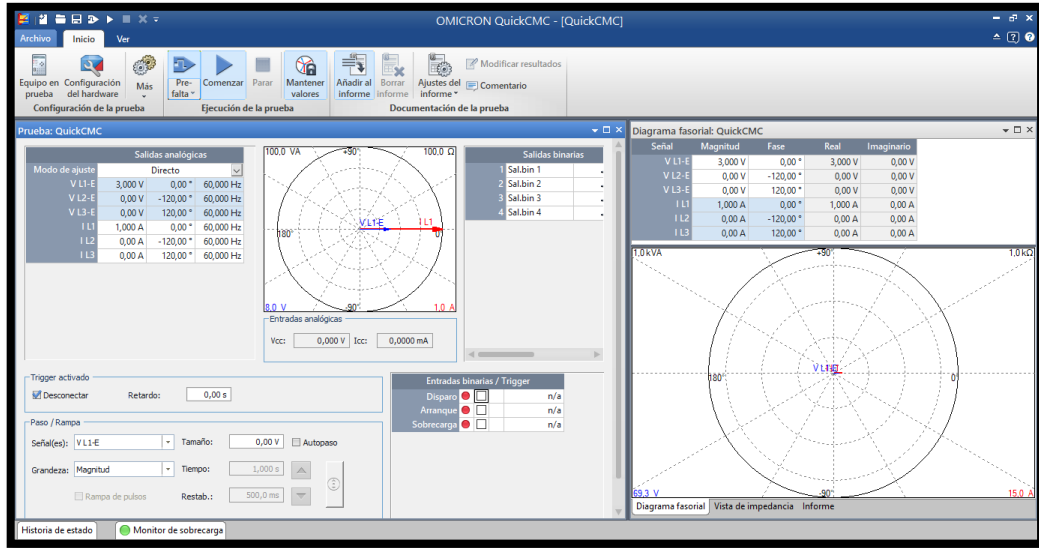 OMICRON QuickCMC - [QuickCMC]
Archivo Inicio Ver
Equipo en prueba
Configuración del hardware
Más
Pre-falta
Comenzar
Parar
Mantener valores
Añadir al informe
Borrar informe
Ajustes del informe
Modificar resultados
Comentario
Configuración de la prueba
Ejecución de la prueba
Documentación de la prueba
Prueba: QuickCMC
Salidas analógicas
Modo de ajuste Directo
V L1-E 3,000 V 0,00 ° 60,000 Hz
V L2-E 0,00 V -120,00 ° 60,000 Hz
V L3-E 0,00 V 120,00 ° 60,000 Hz
I L1 1,000 A 0,00 ° 60,000 Hz
I L2 0,00 A -120,00 ° 60,000 Hz
I L3 0,00 A 120,00 ° 60,000 Hz
100,0 VA +90° 100,0 Ω
V L1-E I L1
180° 0°
8,0 V -90° 1,0 A
Entradas analógicas
Vcc: 0,000 V Icc: 0,0000 mA
Salidas binarias
1 Sal.bin 1
2 Sal.bin 2
3 Sal.bin 3
4 Sal.bin 4
Trigger activado
Desconectar Retardo: 0,00 s
Paso / Rampa
Señal(es): V L1-E Tamaño: 0,00 V Autopaso
Grandeza: Magnitud Tiempo: 1,000 s
Rampa de pulsos Restab.: 500,0 ms
Entradas binarias / Trigger
Disparo n/a
Arranque n/a
Sobrecarga n/a
Diagrama fasorial: QuickCMC
Señal Magnitud Fase Real Imaginario
V L1-E 3,000 V 0,00 ° 3,000 V 0,00 V
V L2-E 0,00 V -120,00 ° 0,00 V 0,00 V
V L3-E 0,00 V 120,00 ° 0,00 V 0,00 V
I L1 1,000 A 0,00 ° 1,000 A 0,00 A
I L2 0,00 A -120,00 ° 0,00 A 0,00 A
I L3 0,00 A 120,00 ° 0,00 A 0,00 A
1,0 kVA +90° 1,0 kΩ
180° 0°
69,3 V -90° 15,0 A
Diagrama fasorial Vista de impedancia Informe
Historia de estado Monitor de sobrecarga